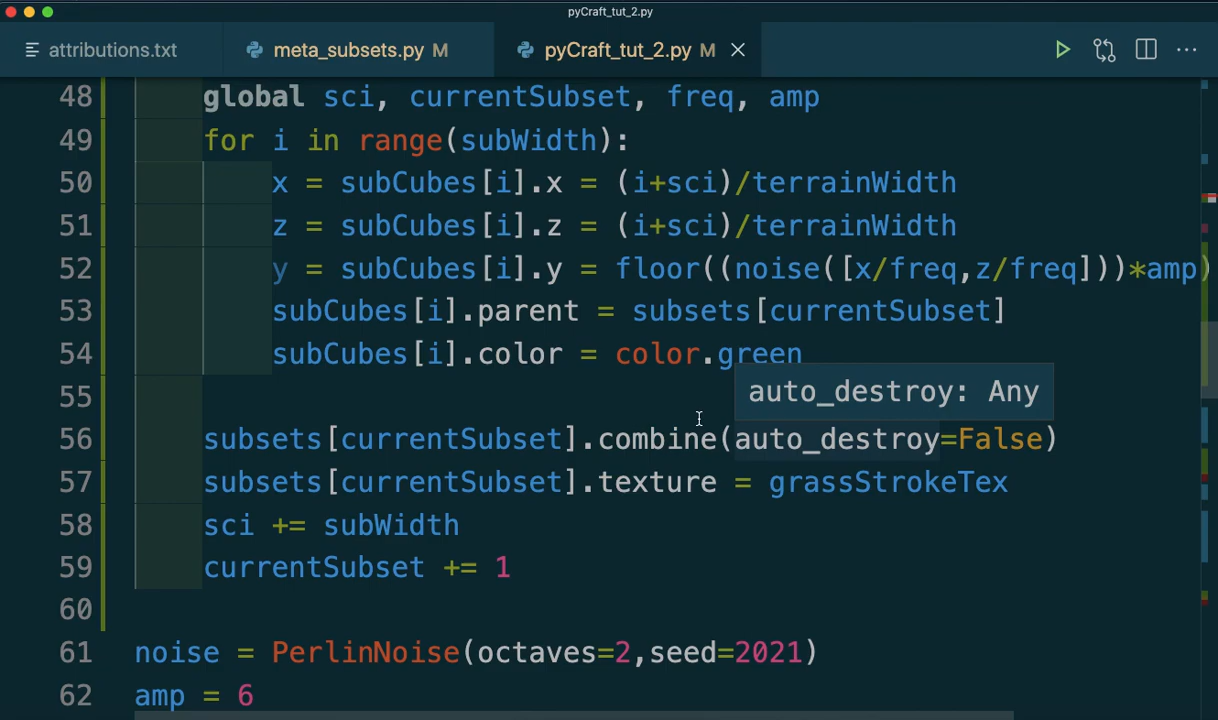 pyCraft_tut_2.py
attributions.txt meta_subsets.py M pyCraft_tut_2.py M
48 global sci, currentSubset, freq, amp
49 for i in range(subWidth):
50 x = subCubes[i].x = (i+sci)/terrainWidth
51 z = subCubes[i].z = (i+sci)/terrainWidth
52 y = subCubes[i].y = floor((noise([x/freq,z/freq]))*amp)
53 subCubes[i].parent = subsets[currentSubset]
54 subCubes[i].color = color.green
55 auto_destroy: Any
56 subsets[currentSubset].combine(auto_destroy=False)
57 subsets[currentSubset].texture = grassStrokeTex
58 sci += subWidth
59 currentSubset += 1
60
61 noise = PerlinNoise(octaves=2,seed=2021)
62 amp = 6